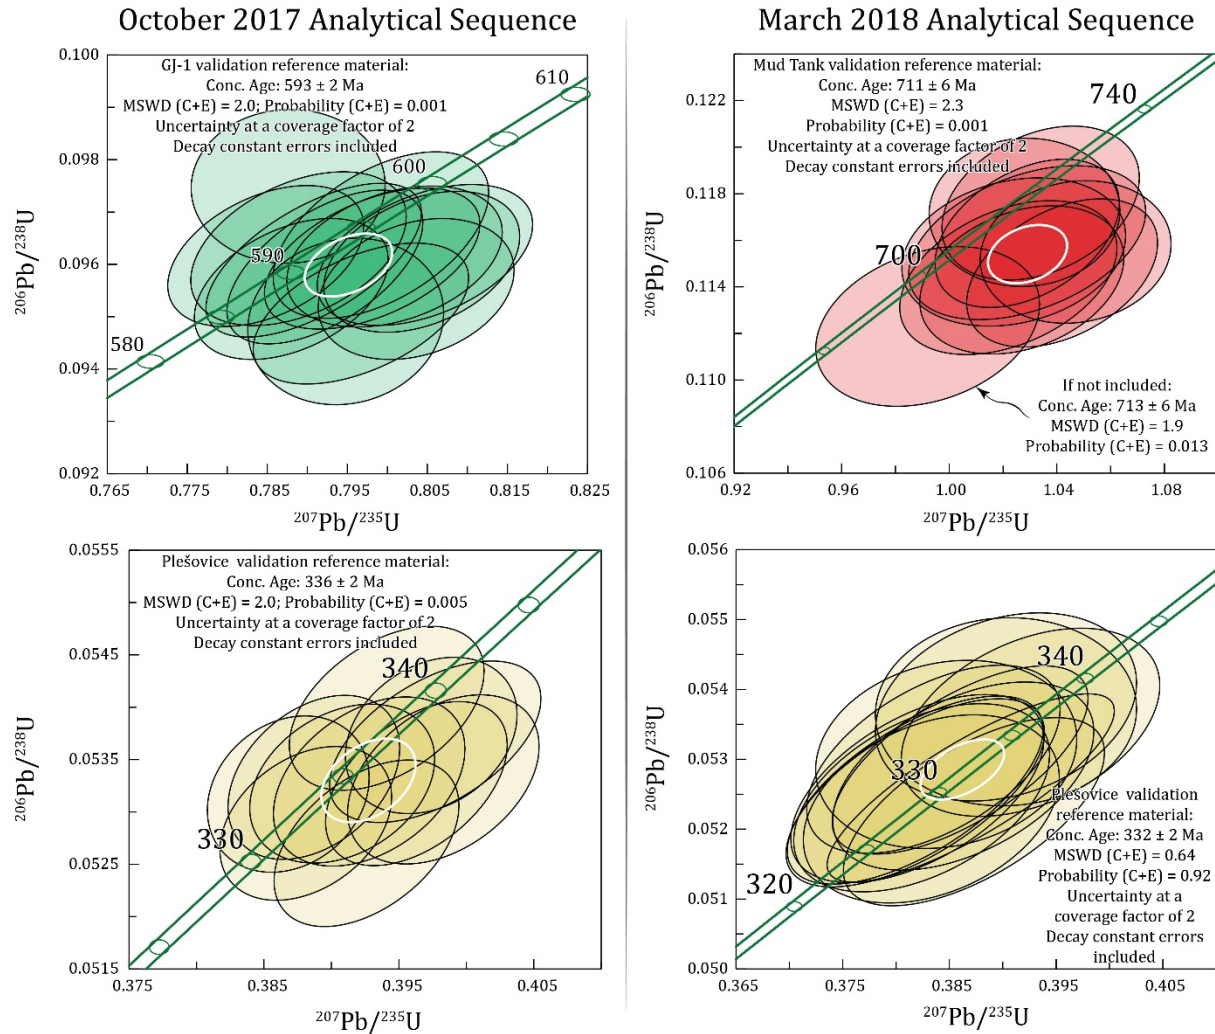 October 2017 Analytical Sequence
March 2018 Analytical Sequence
GJ-1 validation reference material:
Conc. Age: 593 ± 2 Ma
MSWD (C+E) = 2.0; Probability (C+E) = 0.001
Uncertainty at a coverage factor of 2
Decay constant errors included
580
590
600
610
0.100
0.098
0.096
0.094
0.092
0.765
0.775
0.785
0.795
0.805
0.815
0.825
²⁰⁶Pb/²³⁸U
²⁰⁷Pb/²³⁵U
Mud Tank validation reference material:
Conc. Age: 711 ± 6 Ma
MSWD (C+E) = 2.3
Probability (C+E) = 0.001
Uncertainty at a coverage factor of 2
Decay constant errors included
740
700
If not included:
Conc. Age: 713 ± 6 Ma
MSWD (C+E) = 1.9
Probability (C+E) = 0.013
0.122
0.118
0.114
0.110
0.106
0.92
0.96
1.00
1.04
1.08
²⁰⁶Pb/²³⁸U
²⁰⁷Pb/²³⁵U
Plešovice validation reference material:
Conc. Age: 336 ± 2 Ma
MSWD (C+E) = 2.0; Probability (C+E) = 0.005
Uncertainty at a coverage factor of 2
Decay constant errors included
340
330
0.0555
0.0545
0.0535
0.0525
0.0515
0.375
0.385
0.395
0.405
²⁰⁶Pb/²³⁸U
²⁰⁷Pb/²³⁵U
340
330
320
Plešovice validation
reference material:
Conc. Age: 332 ± 2 Ma
MSWD (C+E) = 0.64
Probability (C+E) = 0.92
Uncertainty at a
coverage factor of 2
Decay constant errors
included
0.056
0.055
0.054
0.053
0.052
0.051
0.050
0.365
0.375
0.385
0.395
0.405
²⁰⁶Pb/²³⁸U
²⁰⁷Pb/²³⁵U